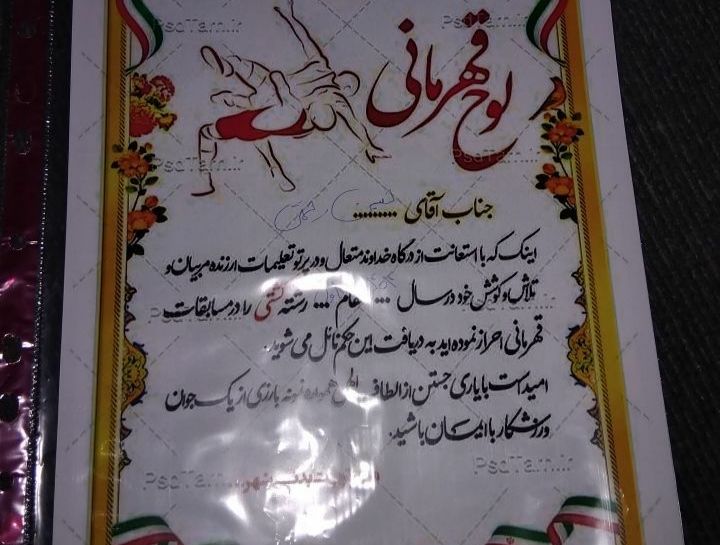 لوح قهرمانی
جناب آقای ..........
اینک که با استعانت از درگاه خداوند متعال و در پرتو تعلیمات ارزنده مربیان و
تلاش و کوشش خود در سال ... مقام ... رشته کشتی را در مسابقات
قهرمانی احراز نموده اید به دریافت این حکم نائل می شوید.
امید است با یاری جستن از الطاف الهی همواره نمونه بارزی از یک جوان
ورزشکار با ایمان باشید.
PsdTarh.ir